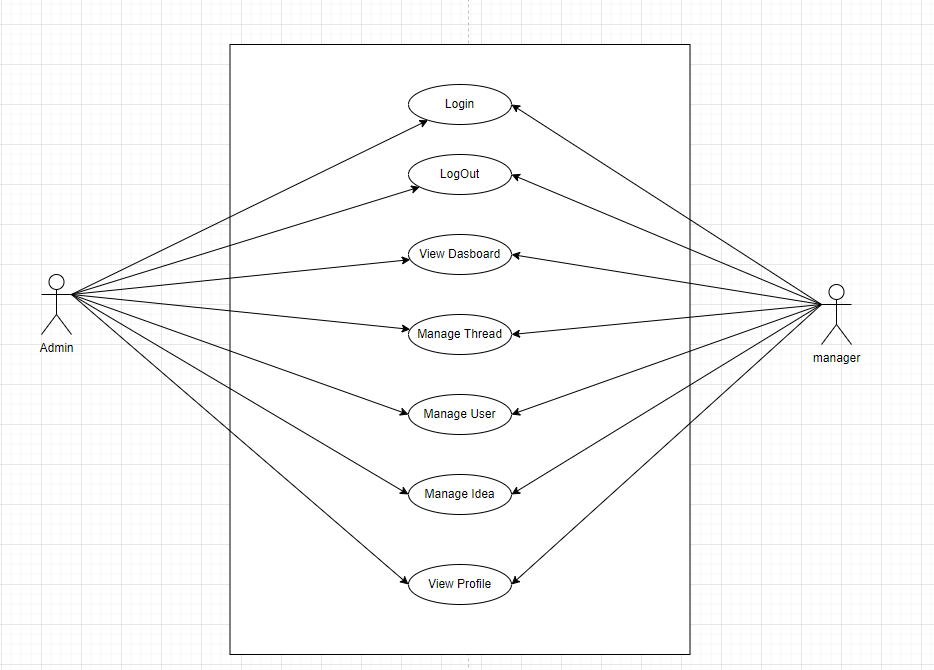 Login
LogOut
View Dasboard
Manage Thread
Admin
manager
Manage User
Manage Idea
View Profile